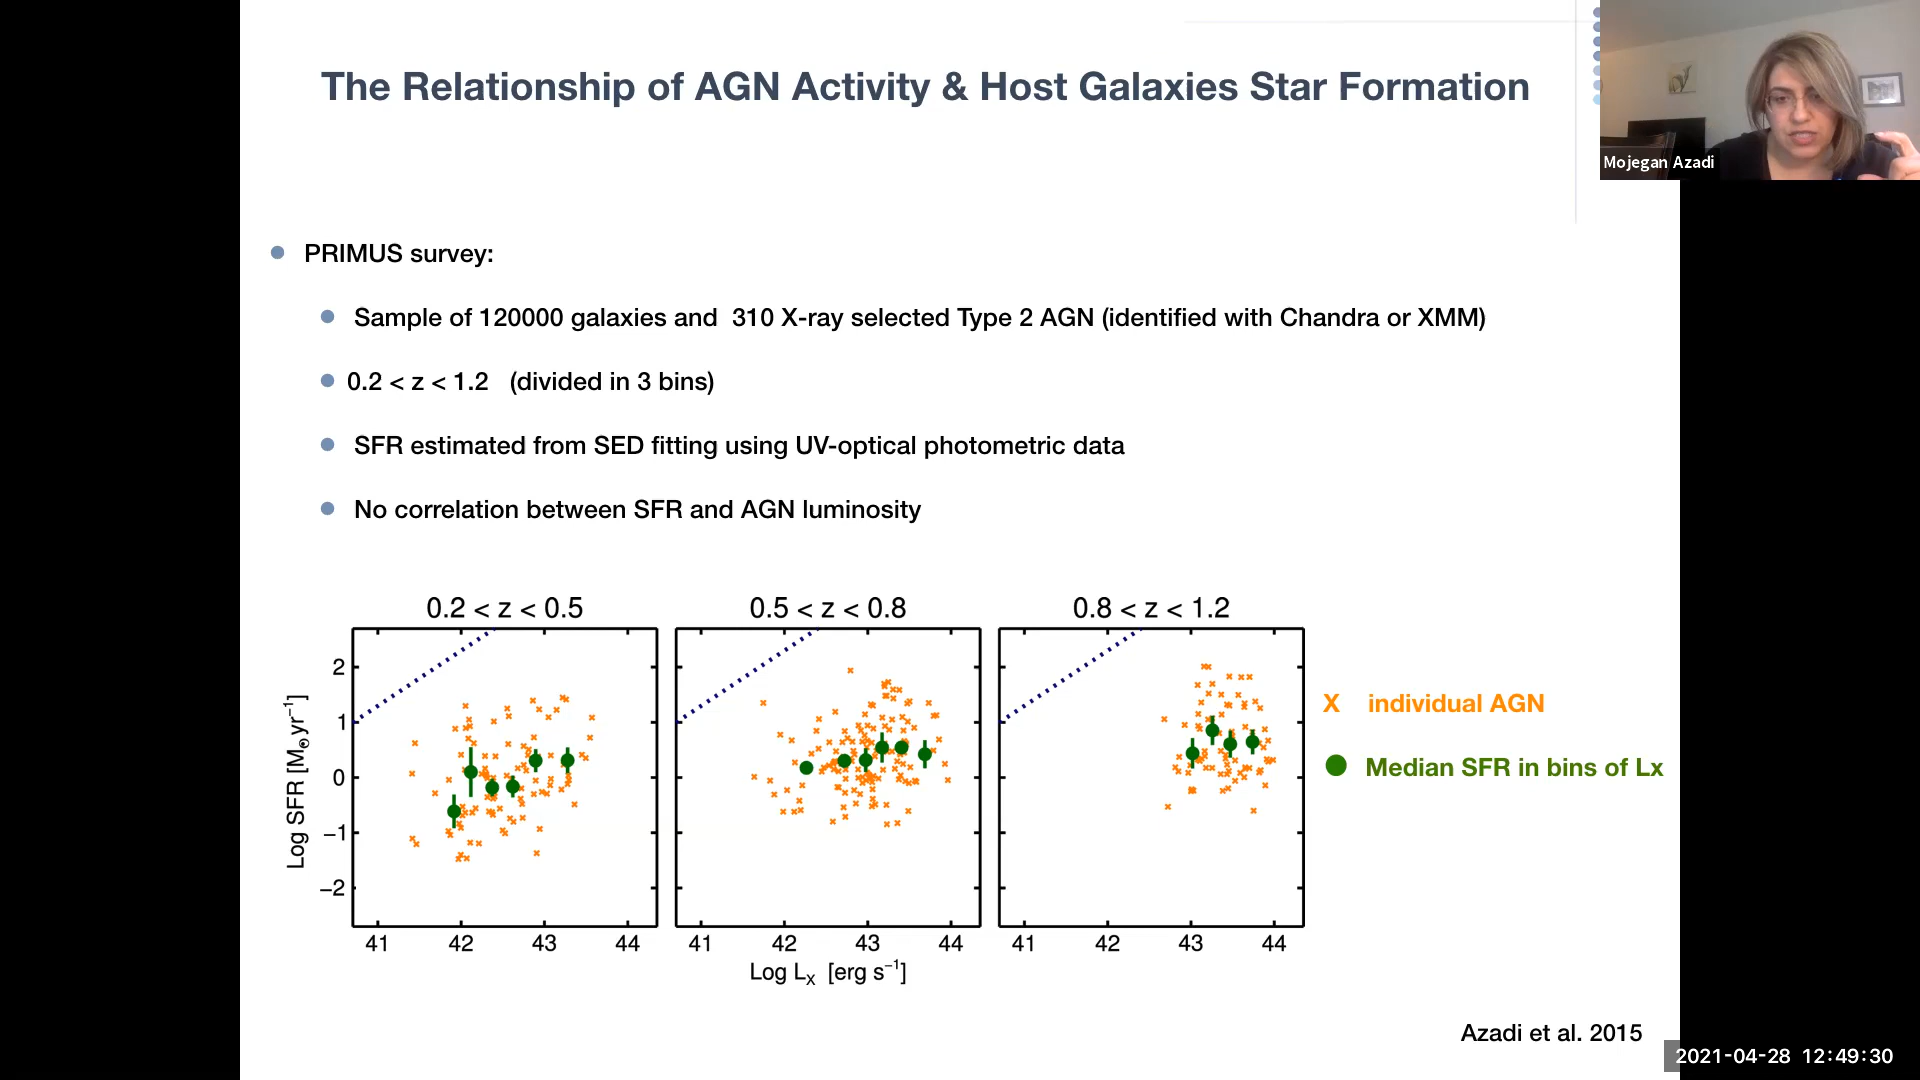 The Relationship of AGN Activity & Host Galaxies Star Formation
Mojegan Azadi
PRIMUS survey:
Sample of 120000 galaxies and 310 X-ray selected Type 2 AGN (identified with Chandra or XMM)
0.2 < z < 1.2 (divided in 3 bins)
SFR estimated from SED fitting using UV-optical photometric data
No correlation between SFR and AGN luminosity
0.2 < z < 0.5
0.5 < z < 0.8
0.8 < z < 1.2
Log SFR [M⊙yr⁻¹]
2
1
0
−1
−2
41 42 43 44
41 42 43 44
41 42 43 44
Log Lₓ [erg s⁻¹]
X individual AGN
Median SFR in bins of Lx
Azadi et al. 2015
2021-04-28 12:49:30